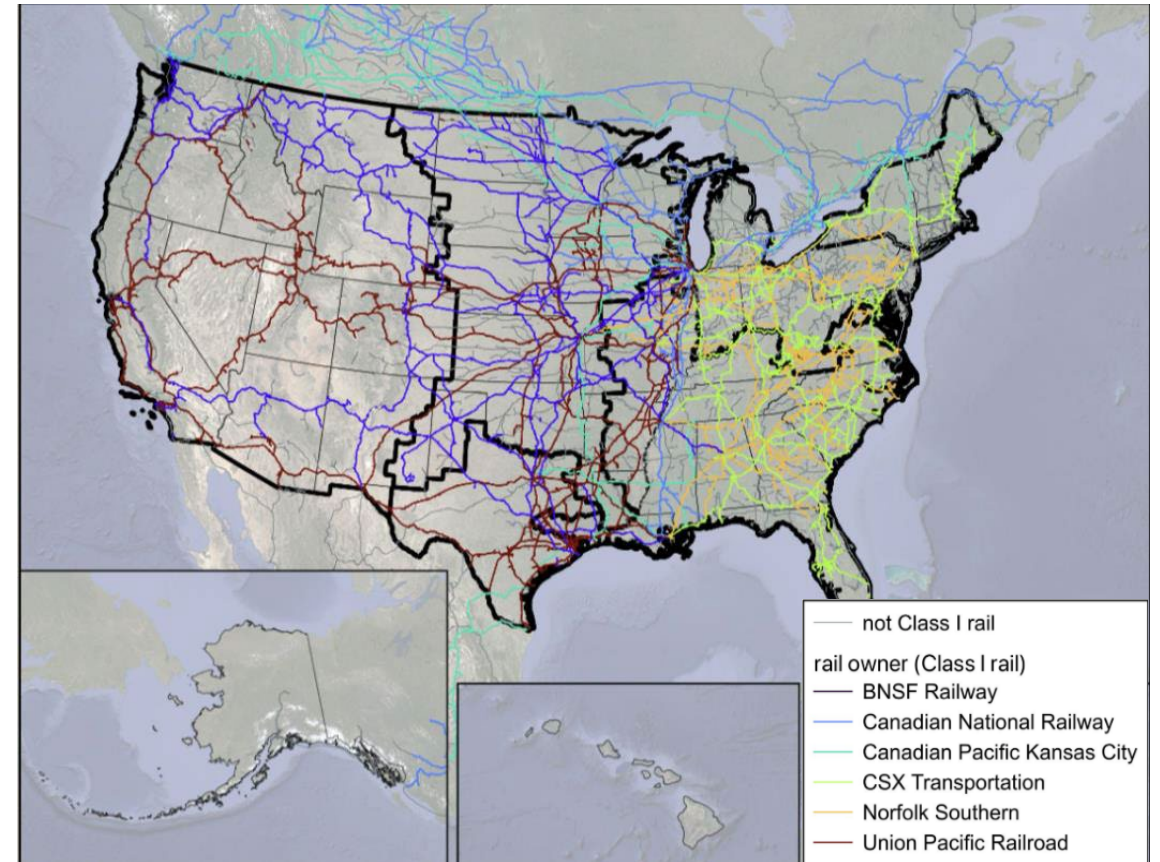 not Class I rail
rail owner (Class I rail)
BNSF Railway
Canadian National Railway
Canadian Pacific Kansas City
CSX Transportation
Norfolk Southern
Union Pacific Railroad